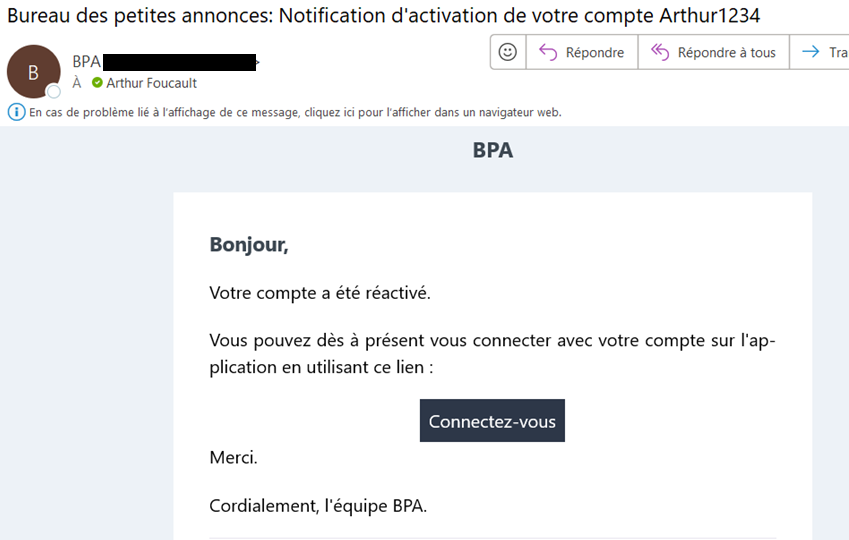 Bureau des petites annonces: Notification d'activation de votre compte Arthur1234
B
BPA
Répondre
Répondre à tous
Tra
À Arthur Foucault
En cas de problème lié à l'affichage de ce message, cliquez ici pour l'afficher dans un navigateur web.
BPA
Bonjour,
Votre compte a été réactivé.
Vous pouvez dès à présent vous connecter avec votre compte sur l'ap-
plication en utilisant ce lien :
Connectez-vous
Merci.
Cordialement, l'équipe BPA.